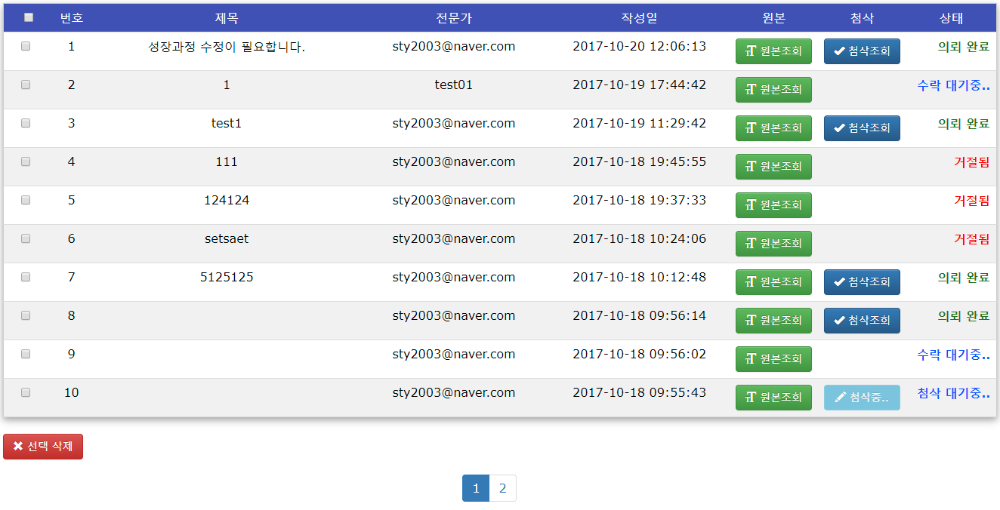 번호 제목 전문가 작성일 원본 첨삭 상태
1 성장과정 수정이 필요합니다. sty2003@naver.com 2017-10-20 12:06:13 원본조회 첨삭조회 의뢰 완료
2 1 test01 2017-10-19 17:44:42 원본조회 수락 대기중..
3 test1 sty2003@naver.com 2017-10-19 11:29:42 원본조회 첨삭조회 의뢰 완료
4 111 sty2003@naver.com 2017-10-18 19:45:55 원본조회 거절됨
5 124124 sty2003@naver.com 2017-10-18 19:37:33 원본조회 거절됨
6 setsaet sty2003@naver.com 2017-10-18 10:24:06 원본조회 거절됨
7 5125125 sty2003@naver.com 2017-10-18 10:12:48 원본조회 첨삭조회 의뢰 완료
8 sty2003@naver.com 2017-10-18 09:56:14 원본조회 첨삭조회 의뢰 완료
9 sty2003@naver.com 2017-10-18 09:56:02 원본조회 수락 대기중..
10 sty2003@naver.com 2017-10-18 09:55:43 원본조회 첨삭중.. 첨삭 대기중..
선택 삭제
1 2